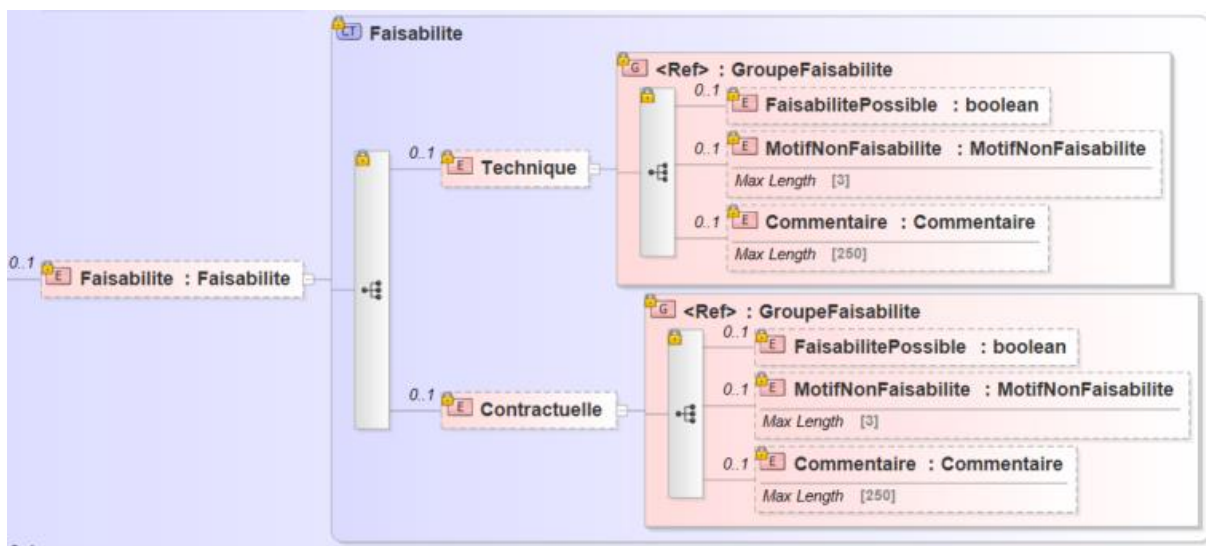 CT Faisabilite
G <Ref> : GroupeFaisabilite
0..1 E FaisabilitePossible : boolean
0..1 E MotifNonFaisabilite : MotifNonFaisabilite
Max Length [3]
0..1 E Technique
0..1 E Commentaire : Commentaire
Max Length [250]
0..1 E Faisabilite : Faisabilite
G <Ref> : GroupeFaisabilite
0..1 E FaisabilitePossible : boolean
0..1 E MotifNonFaisabilite : MotifNonFaisabilite
Max Length [3]
0..1 E Contractuelle
0..1 E Commentaire : Commentaire
Max Length [250]